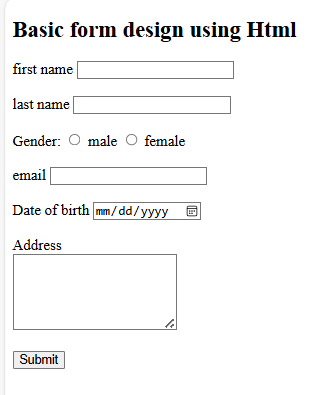 Basic form design using Html
first name
last name
Gender: male female
email
Date of birth mm/dd/yyyy
Address
Submit